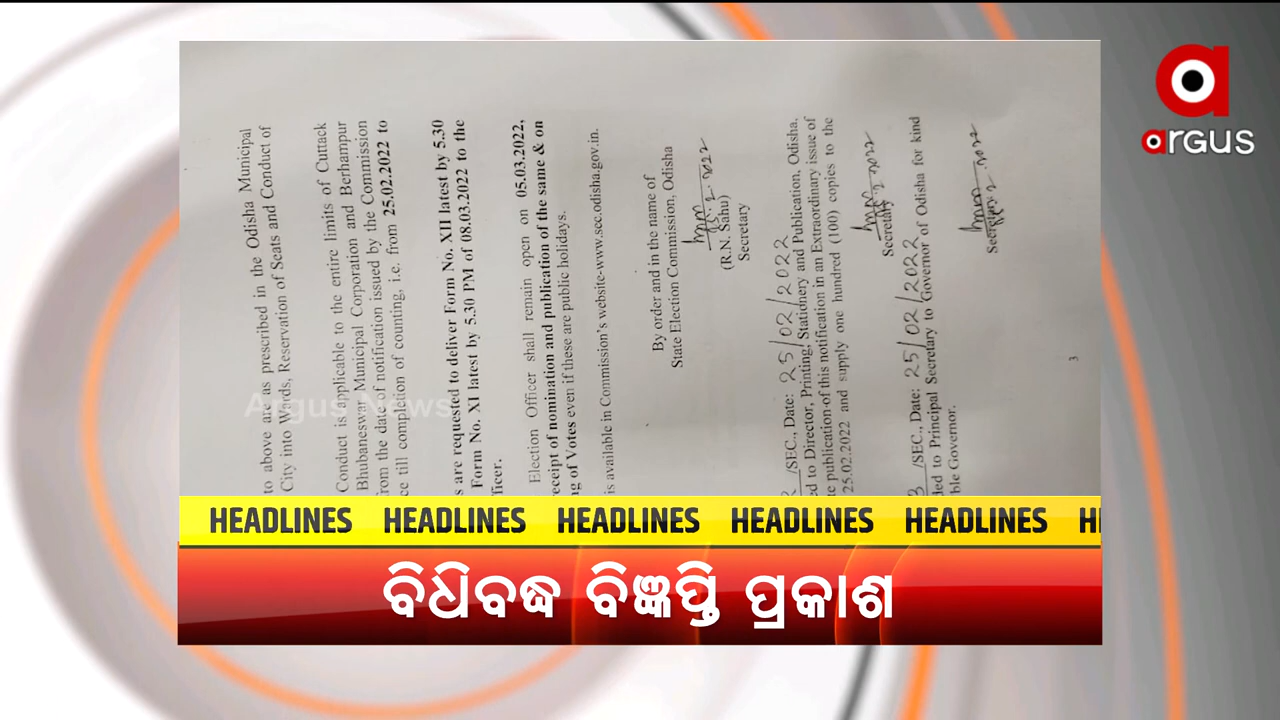 to above are as prescribed in the Odisha Municipal
City into Wards, Reservation of Seats and Conduct of
Conduct is applicable to the entire limits of Cuttack
Bhubaneswar Municipal Corporation and Berhampur
from the date of notification issued by the Commission
till completion of counting, i.e. from 25.02.2022 to
are requested to deliver Form No. XII latest by 5.30
Form No. XI latest by 5.30 PM of 08.03.2022 to the
Election Officer shall remain open on 05.03.2022,
receipt of nomination and publication of the same & on
of Votes even if these are public holidays.
is available in Commission's website-www.sec.odisha.gov.in.
By order and in the name of
State Election Commission, Odisha
(R.N. Sahu)
Secretary
/SEC., Date: 25/02/2022
to Director, Printing, Stationery and Publication, Odisha,
publication of this notification in an Extraordinary issue of
25.02.2022 and supply one hundred (100) copies to the
Secretary
/SEC., Date: 25/02/2022
to Principal Secretary to Governor of Odisha for kind
Governor.
Secretary
3
Argus News
argus
HEADLINES HEADLINES HEADLINES HEADLINES HEADLINES
ବିଧିବଦ୍ଧ ବିଜ୍ଞପ୍ତି ପ୍ରକାଶ